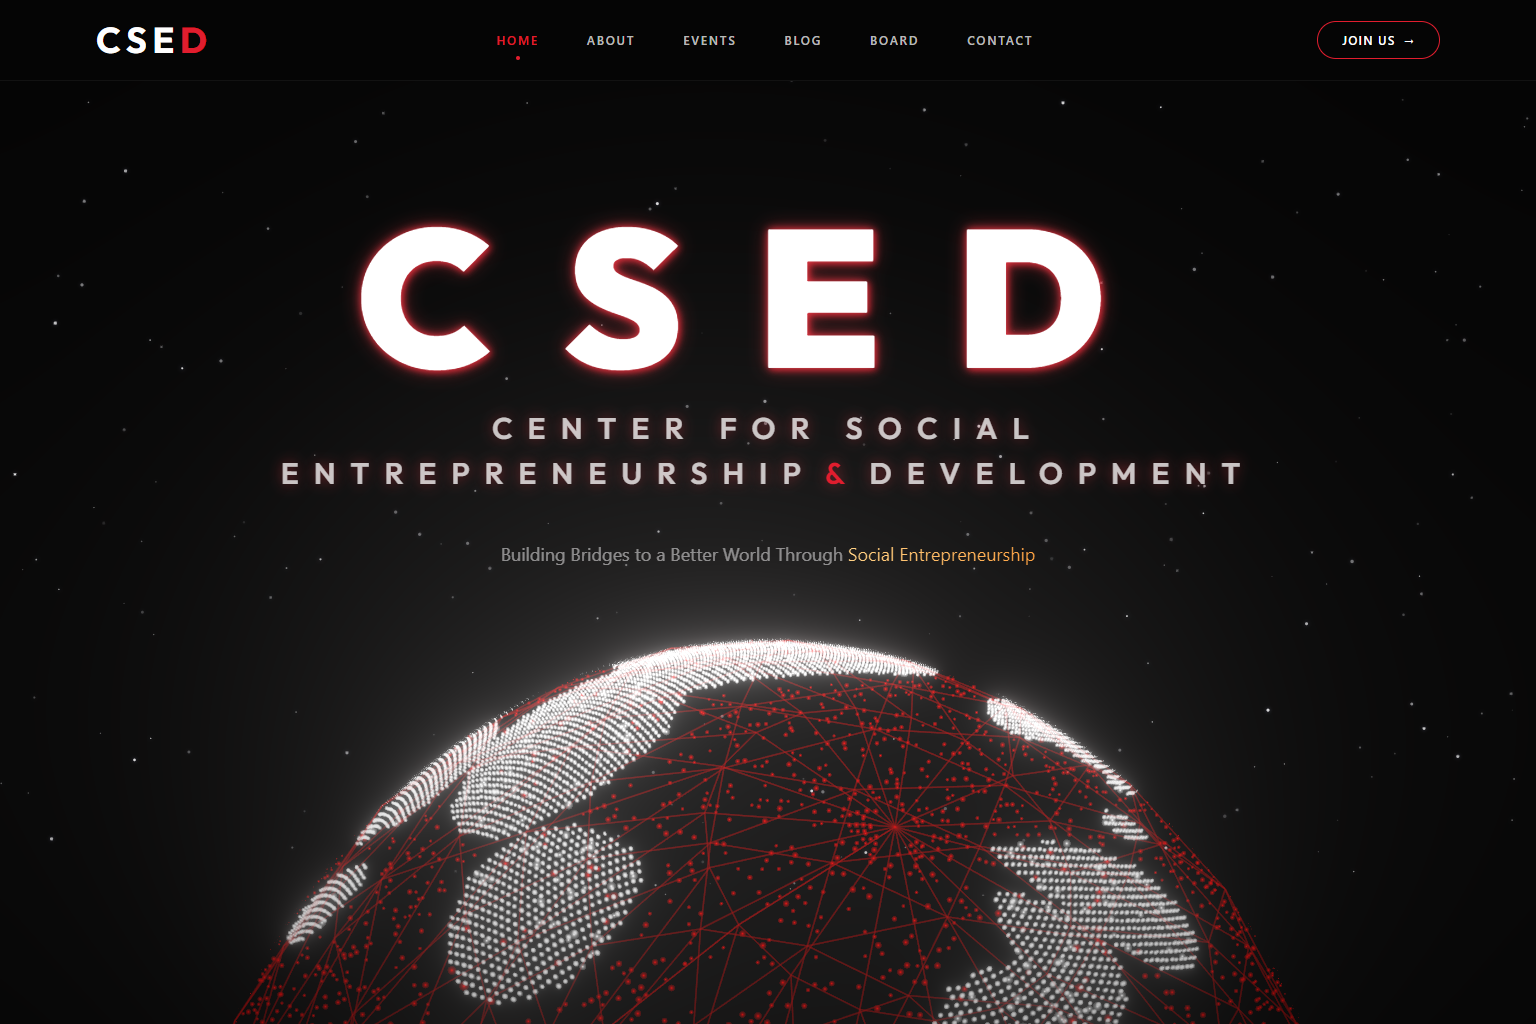 CSED
HOME
ABOUT
EVENTS
BLOG
BOARD
CONTACT
JOIN US →
CSED
CENTER FOR SOCIAL
ENTREPRENEURSHIP & DEVELOPMENT
Building Bridges to a Better World Through Social Entrepreneurship